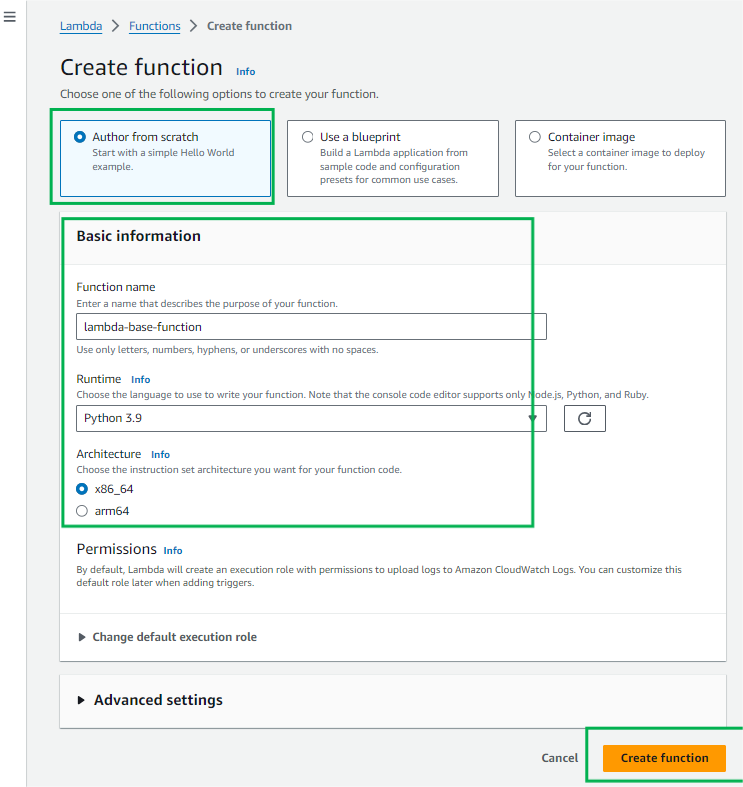 Lambda > Functions > Create function
Create function Info
Choose one of the following options to create your function.
Author from scratch
Start with a simple Hello World
example.
Use a blueprint
Build a Lambda application from
sample code and configuration
presets for common use cases.
Container image
Select a container image to deploy
for your function.
Basic information
Function name
Enter a name that describes the purpose of your function.
lambda-base-function
Use only letters, numbers, hyphens, or underscores with no spaces.
Runtime Info
Choose the language to use to write your function. Note that the console code editor supports only Node.js, Python, and Ruby.
Python 3.9
Architecture Info
Choose the instruction set architecture you want for your function code.
x86_64
arm64
Permissions Info
By default, Lambda will create an execution role with permissions to upload logs to Amazon CloudWatch Logs. You can customize this
default role later when adding triggers.
Change default execution role
Advanced settings
Cancel
Create function